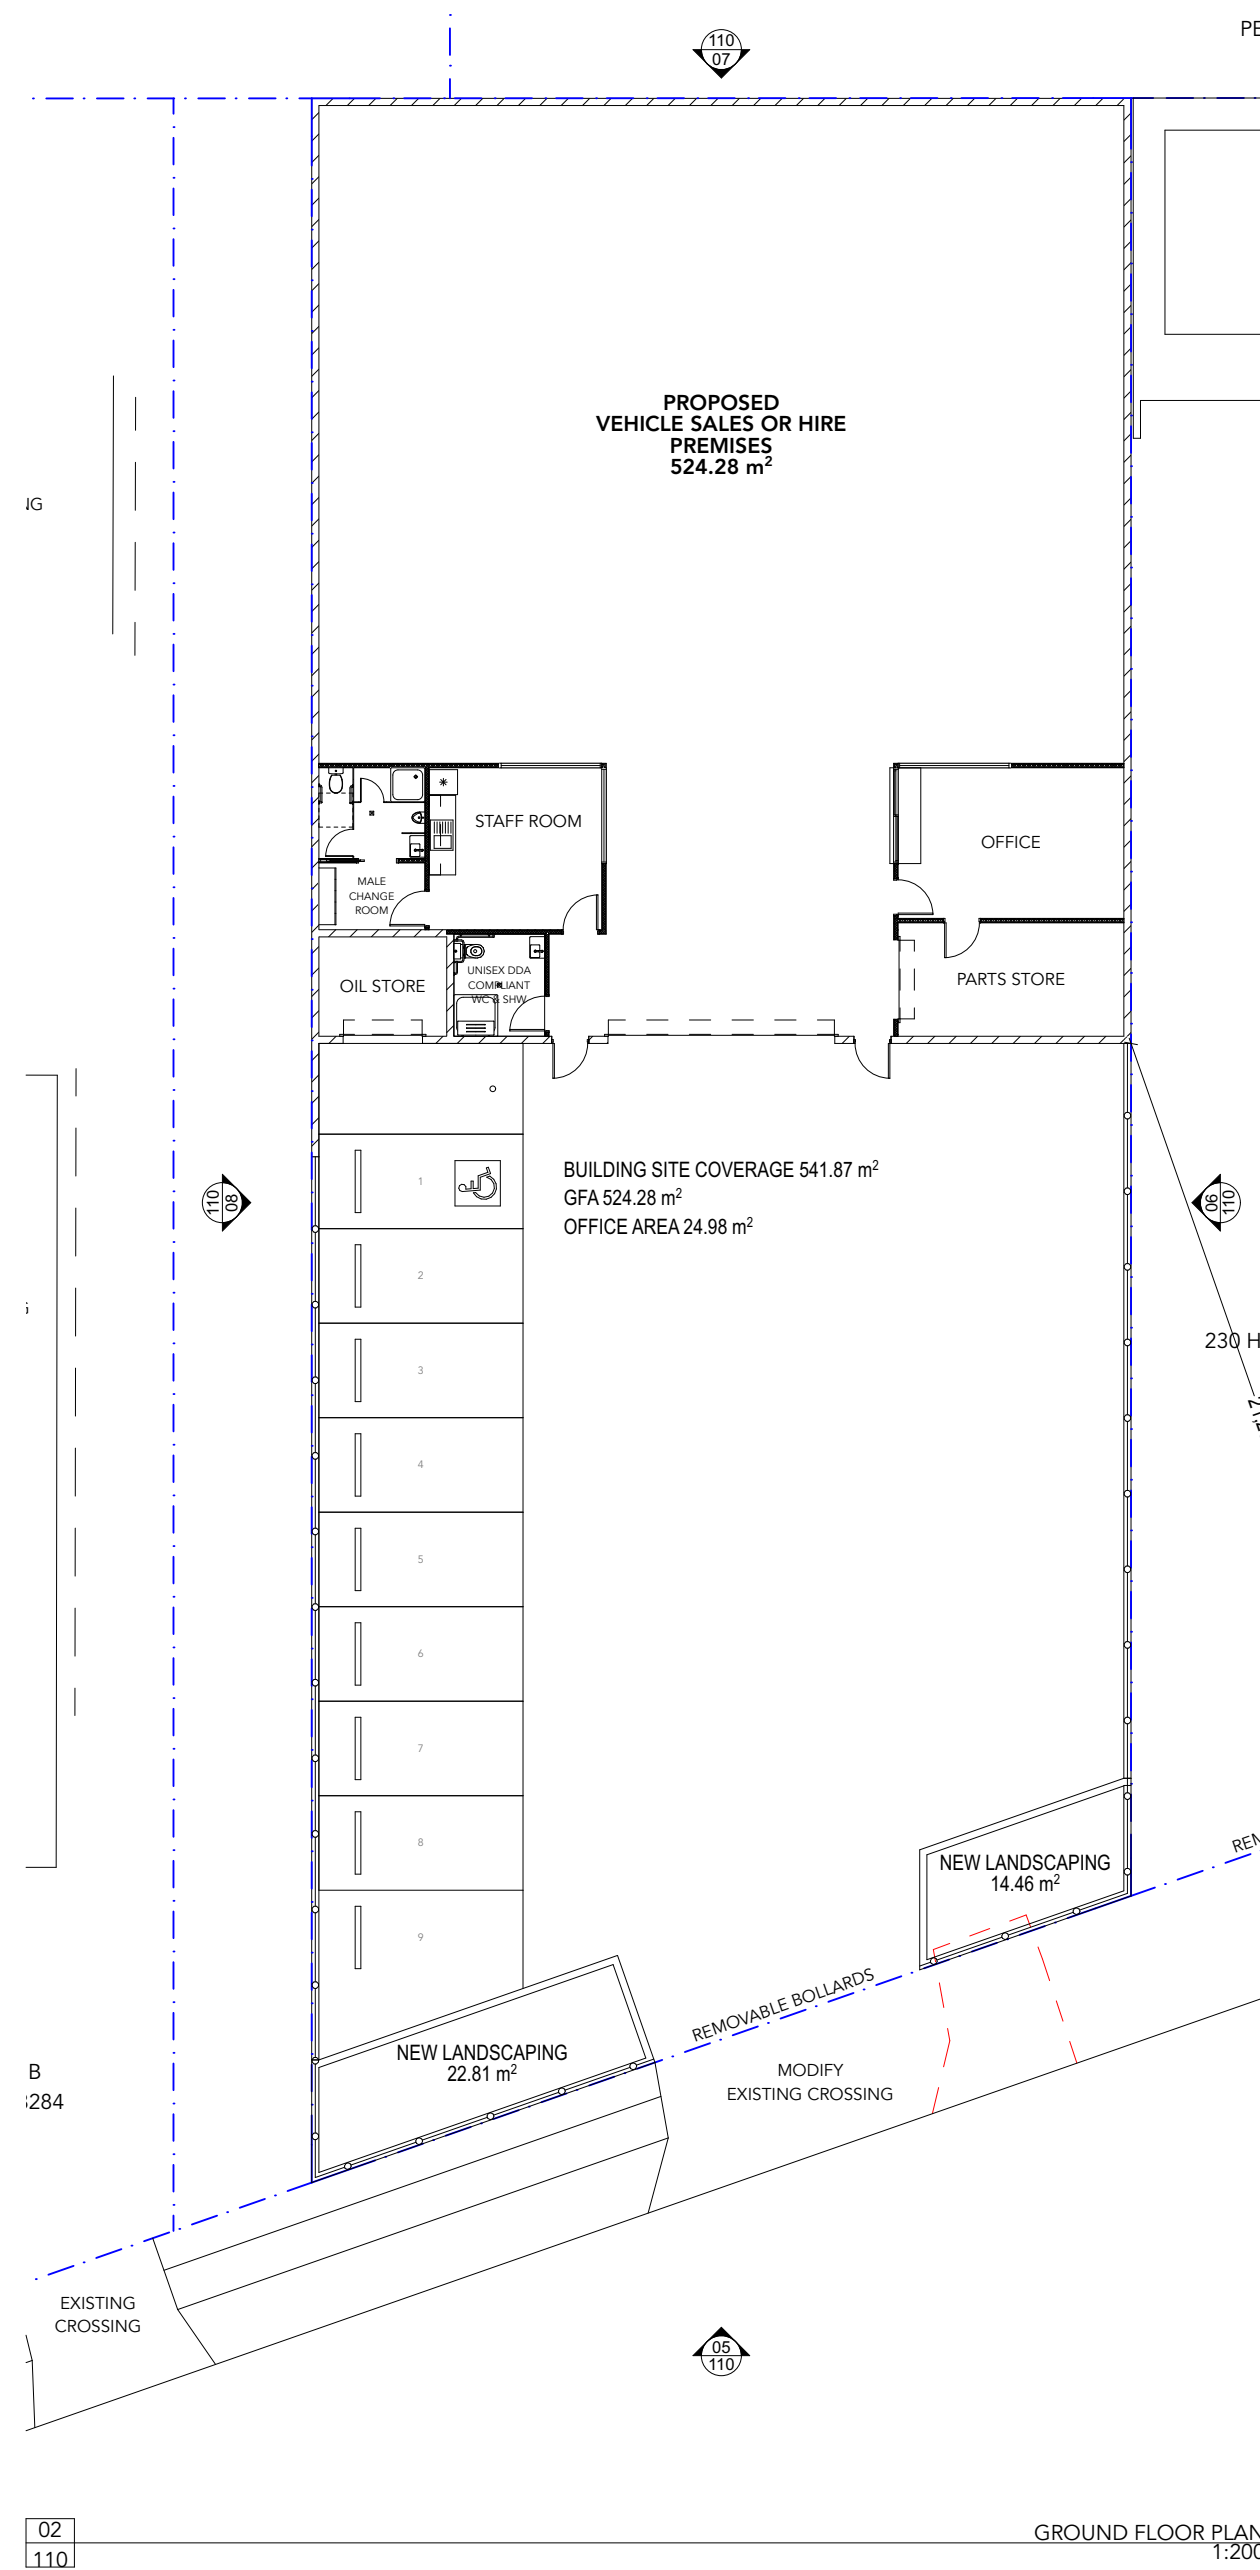 110
07
PROPOSED
VEHICLE SALES OR HIRE
PREMISES
524.28 m²
STAFF ROOM
OFFICE
MALE
CHANGE
ROOM
OIL STORE
UNISEX DDA
COMPLIANT
WC & SHW
PARTS STORE
BUILDING SITE COVERAGE 541.87 m²
GFA 524.28 m²
OFFICE AREA 24.98 m²
110
08
06
110
1
2
3
4
5
6
7
8
9
230 H
NEW LANDSCAPING
14.46 m²
REMOVABLE BOLLARDS
NEW LANDSCAPING
22.81 m²
MODIFY
EXISTING CROSSING
B
3284
EXISTING
CROSSING
05
110
02
110
GROUND FLOOR PLAN
1:200